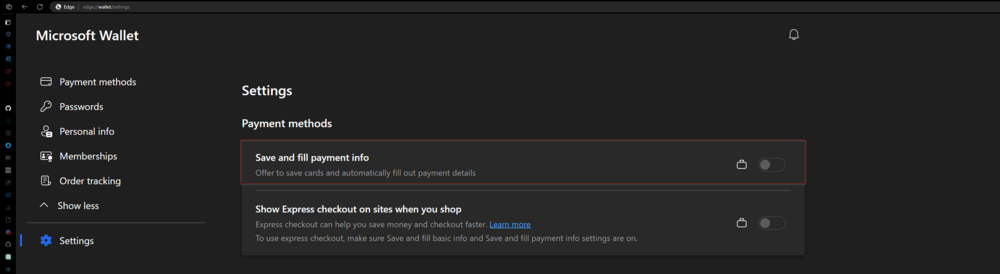 Edge
edge://wallet/settings
Microsoft Wallet
Payment methods
Passwords
Personal info
Memberships
Order tracking
Show less
Settings
Settings
Payment methods
Save and fill payment info
Offer to save cards and automatically fill out payment details
Show Express checkout on sites when you shop
Express checkout can help you save money and checkout faster. Learn more
To use express checkout, make sure Save and fill basic info and Save and fill payment info settings are on.